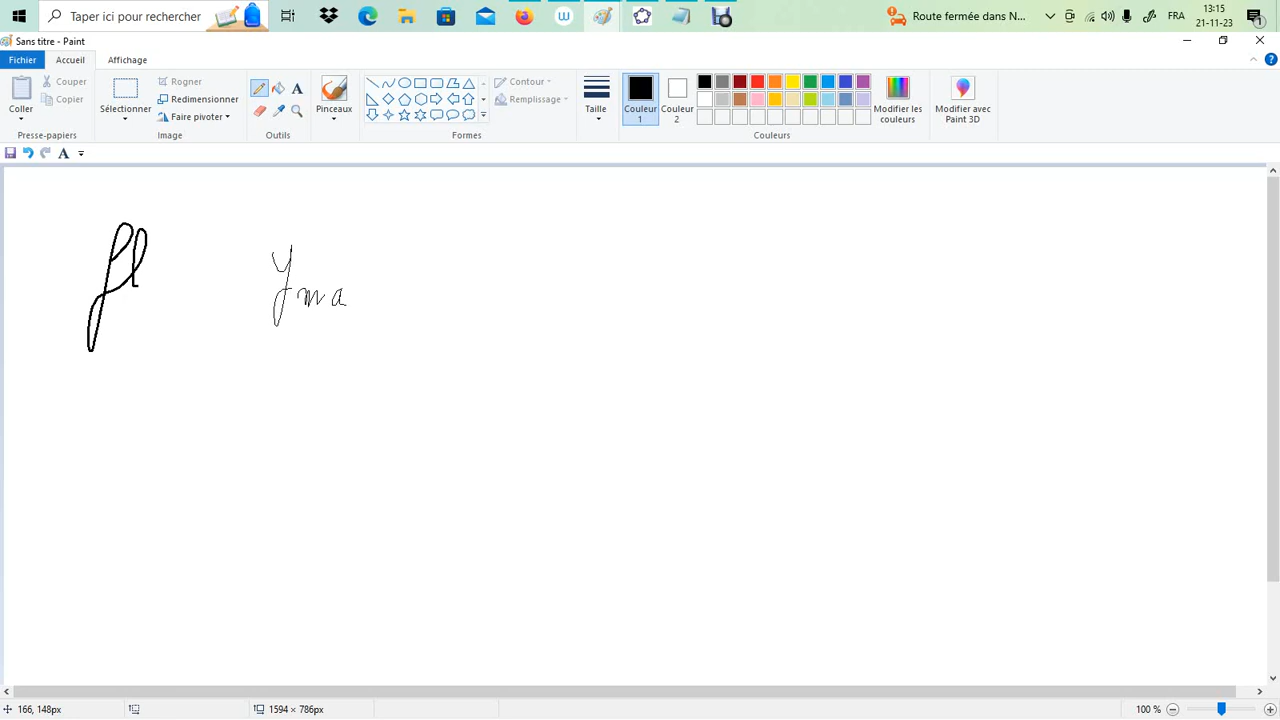 Taper ici pour rechercher Route fermée dans N... FRA 13:15
21-11-23 1
Sans titre - Paint
Fichier Accueil Affichage ?
Coller Couper Copier Sélectionner Rogner Redimensionner Faire pivoter A Pinceaux Contour Remplissage Taille Couleur 1 Couleur 2 Modifier les couleurs Modifier avec Paint 3D
Presse-papiers Image Outils Formes Couleurs
A
yma
166, 148px 1594 × 786px 100 %